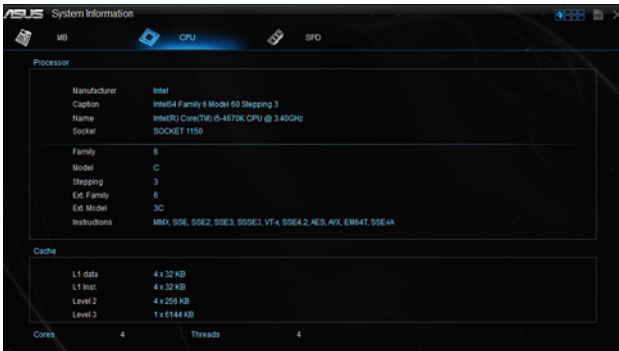 ASUS System Information
MB CPU SPD
Processor
Manufacturer Intel
Caption Intel64 Family 6 Model 60 Stepping 3
Name Intel(R) Core(TM) i5-4670K CPU @ 3.40GHz
Socket SOCKET 1150
Family 6
Model C
Stepping 3
Ext. Family 6
Ext. Model 3C
Instructions MMX, SSE, SSE2, SSE3, SSSE3, VT-x, SSE4.2, AES, AVX, EM64T, SSE4A
Cache
L1 data 4 x 32 KB
L1 Inst. 4 x 32 KB
Level 2 4 x 256 KB
Level 3 1 x 6144 KB
Cores 4 Threads 4